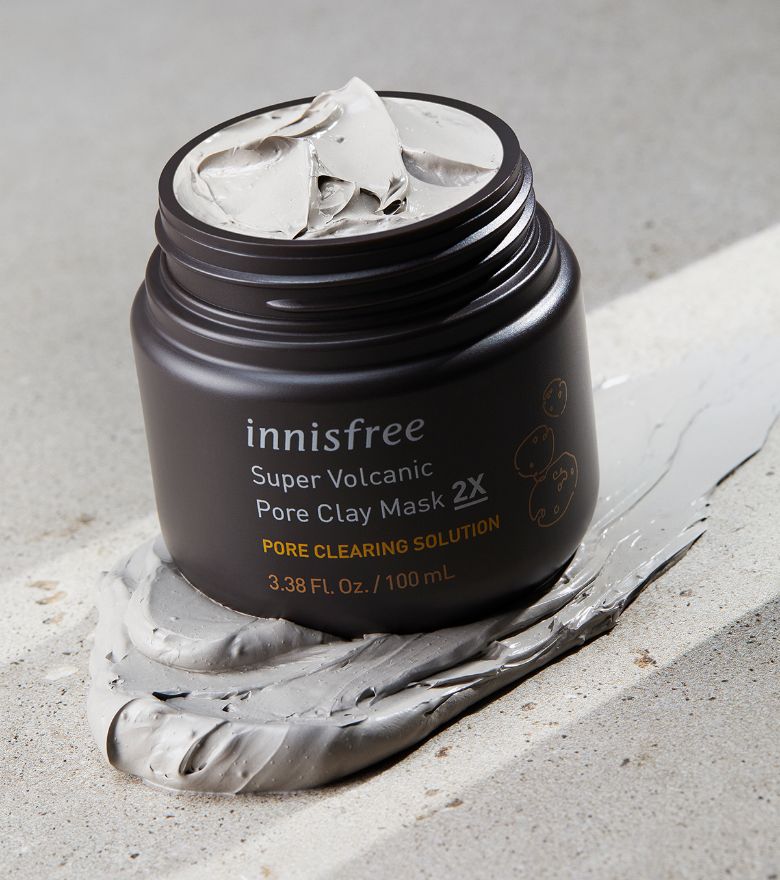 innisfree
Super Volcanic
Pore Clay Mask 2X
PORE CLEARING SOLUTION
3.38 Fl. Oz. / 100 mL